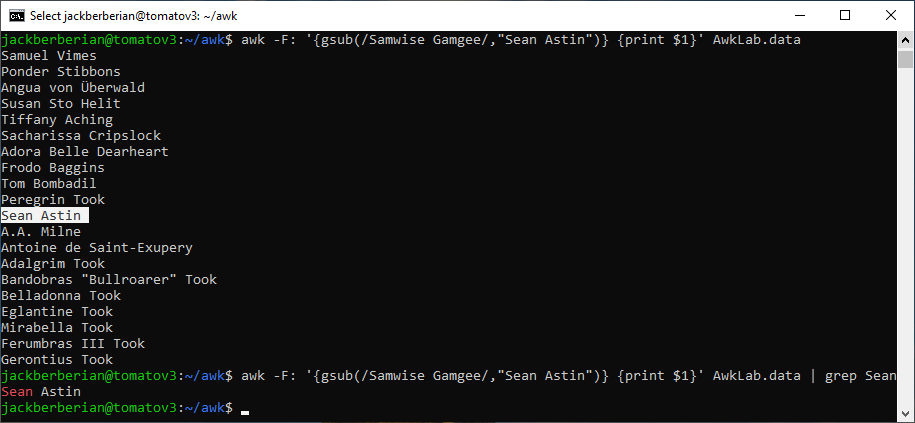 Select jackberberian@tomatov3: ~/awk
jackberberian@tomatov3:~/awk$ awk -F: '{gsub(/Samwise Gamgee/,"Sean Astin")} {print $1}' AwkLab.data
Samuel Vimes
Ponder Stibbons
Angua von Überwald
Susan Sto Helit
Tiffany Aching
Sacharissa Cripslock
Adora Belle Dearheart
Frodo Baggins
Tom Bombadil
Peregrin Took
Sean Astin
A.A. Milne
Antoine de Saint-Exupery
Adalgrim Took
Bandobras "Bullroarer" Took
Belladonna Took
Eglantine Took
Mirabella Took
Ferumbras III Took
Gerontius Took
jackberberian@tomatov3:~/awk$ awk -F: '{gsub(/Samwise Gamgee/,"Sean Astin")} {print $1}' AwkLab.data | grep Sean
Sean Astin
jackberberian@tomatov3:~/awk$